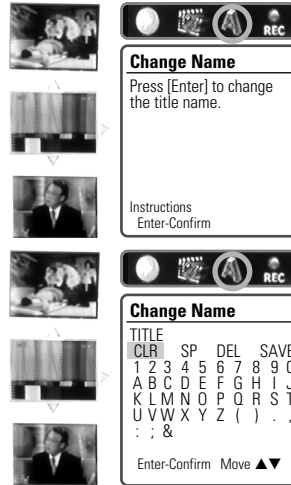 REC
Change Name
Press [Enter] to change
the title name.
Instructions
Enter-Confirm
REC
Change Name
TITLE
CLR SP DEL SAVE
1 2 3 4 5 6 7 8 9 0
A B C D E F G H I J
K L M N O P Q R S T
U V W X Y Z ( ) . ,
: ; &
Enter-Confirm Move ▲▼